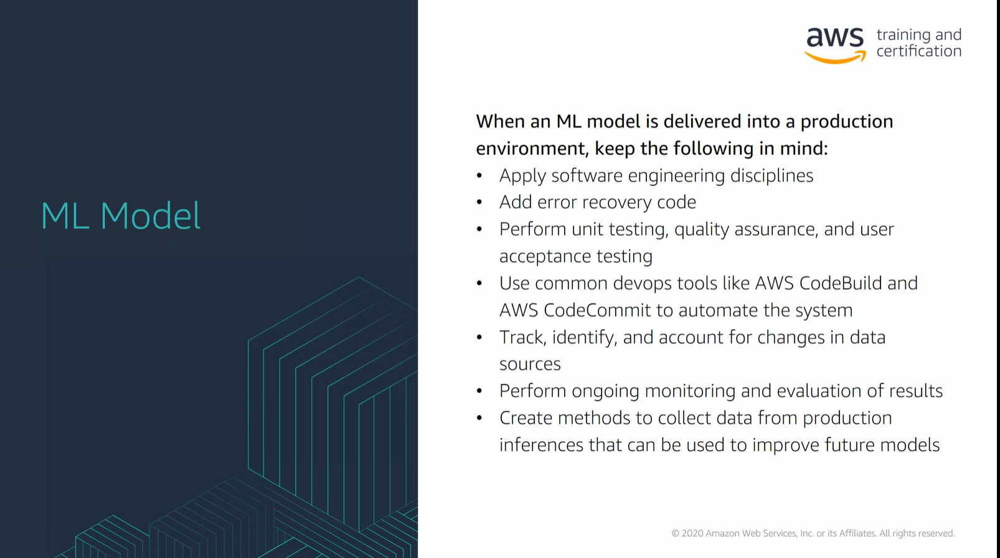 aws training and
certification
ML Model
When an ML model is delivered into a production
environment, keep the following in mind:
• Apply software engineering disciplines
• Add error recovery code
• Perform unit testing, quality assurance, and user
acceptance testing
• Use common devops tools like AWS CodeBuild and
AWS CodeCommit to automate the system
• Track, identify, and account for changes in data
sources
• Perform ongoing monitoring and evaluation of results
• Create methods to collect data from production
inferences that can be used to improve future models
© 2020 Amazon Web Services, Inc. or its Affiliates. All rights reserved.